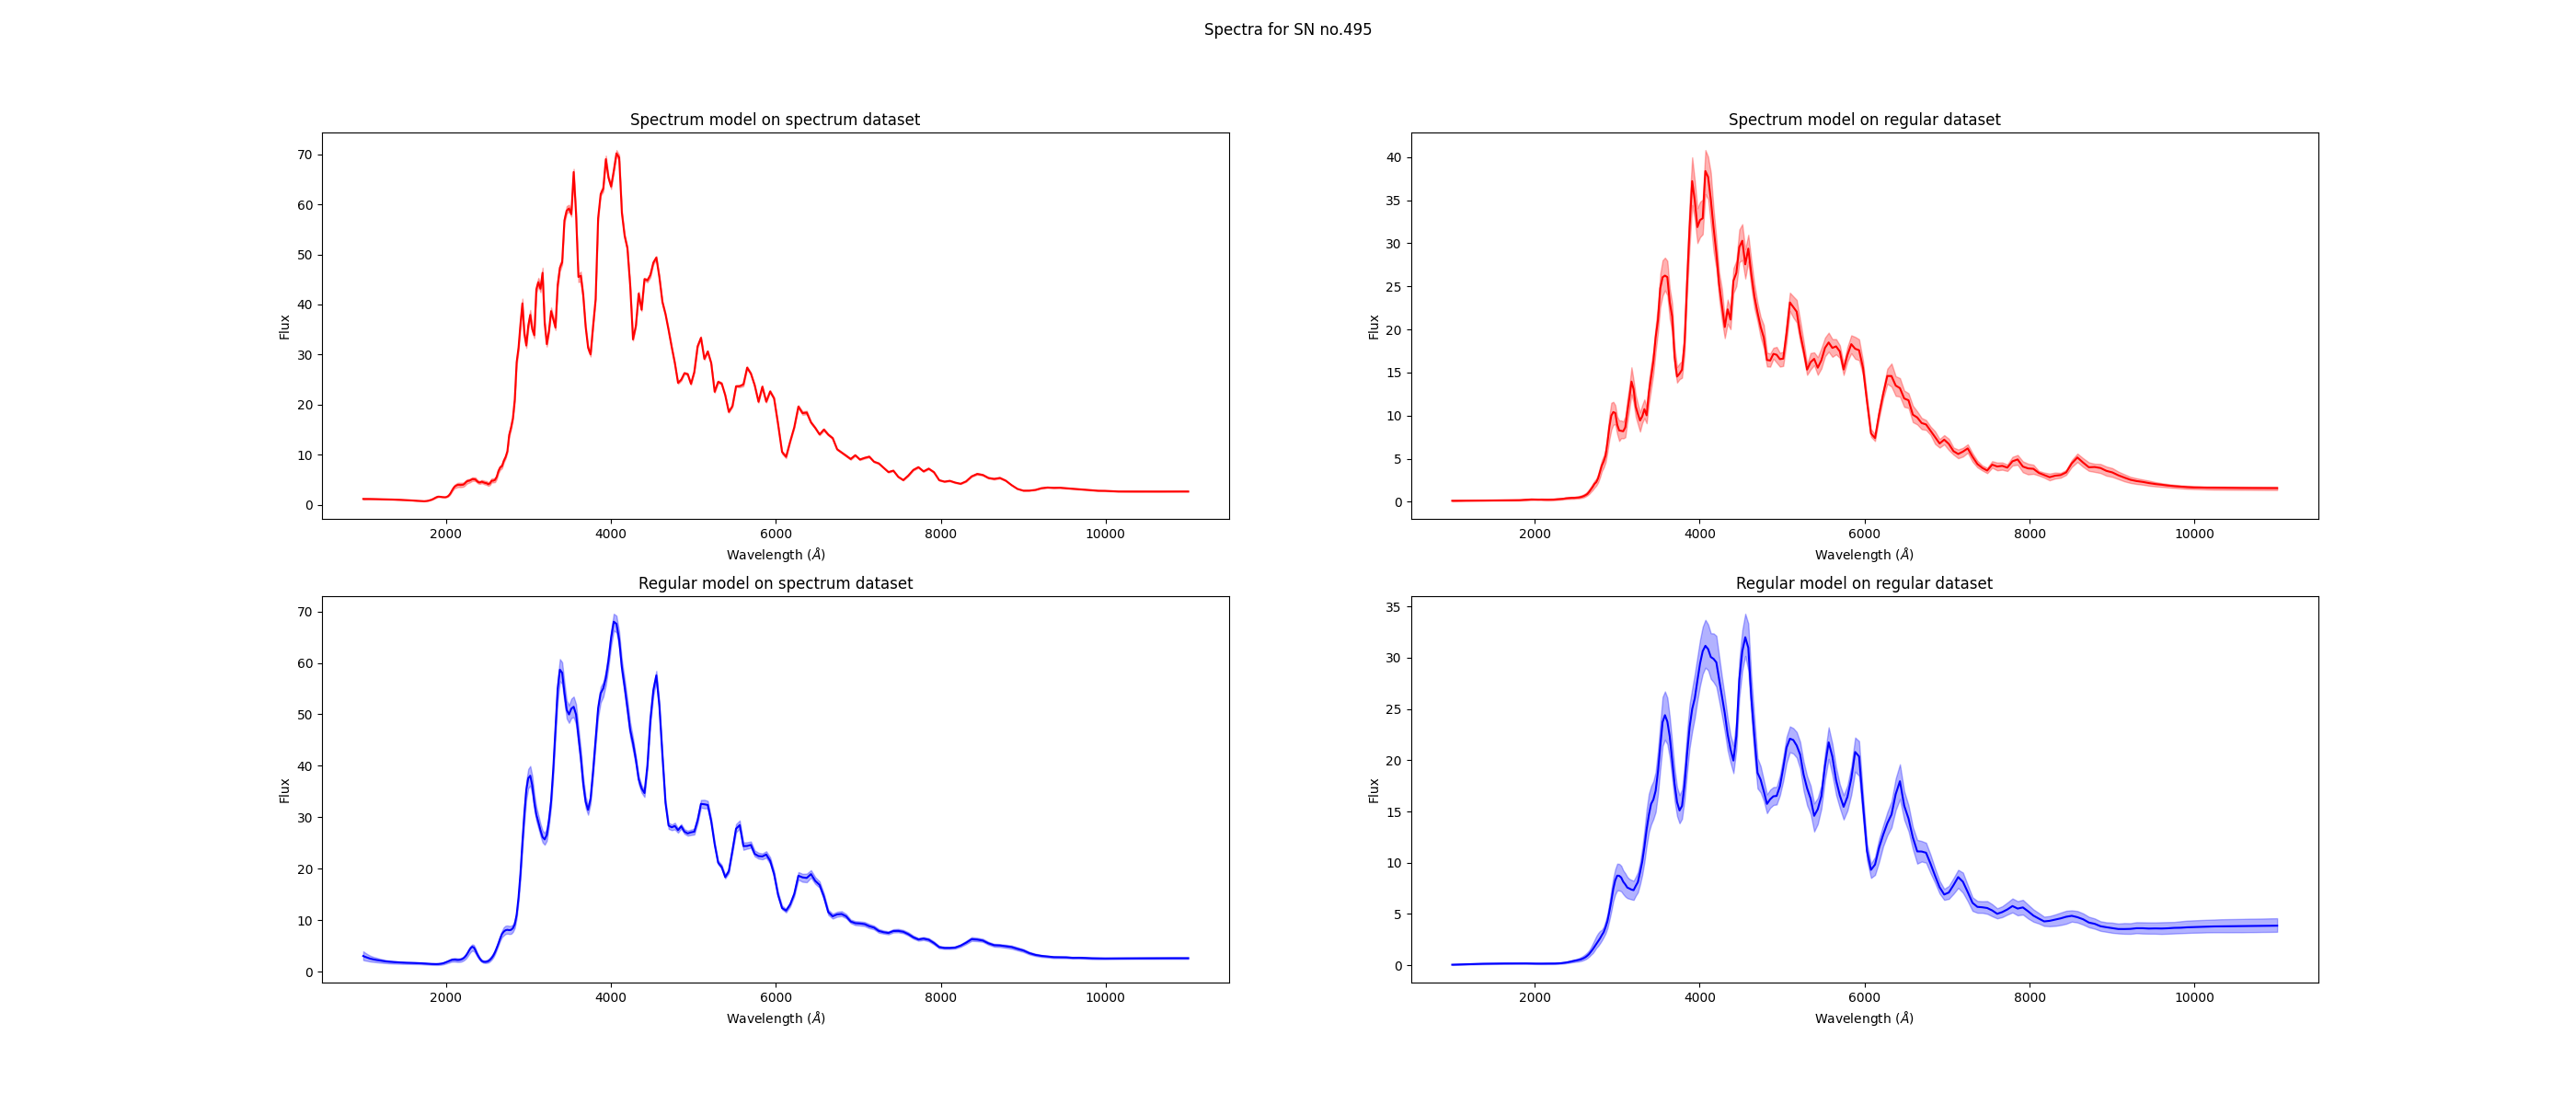 Spectra for SN no.495
Spectrum model on spectrum dataset
70
60
50
40
30
20
10
0
Flux
2000 4000 6000 8000 10000
Wavelength (Å)
Spectrum model on regular dataset
40
35
30
25
20
15
10
5
0
Flux
2000 4000 6000 8000 10000
Wavelength (Å)
Regular model on spectrum dataset
70
60
50
40
30
20
10
0
Flux
2000 4000 6000 8000 10000
Wavelength (Å)
Regular model on regular dataset
35
30
25
20
15
10
5
0
Flux
2000 4000 6000 8000 10000
Wavelength (Å)